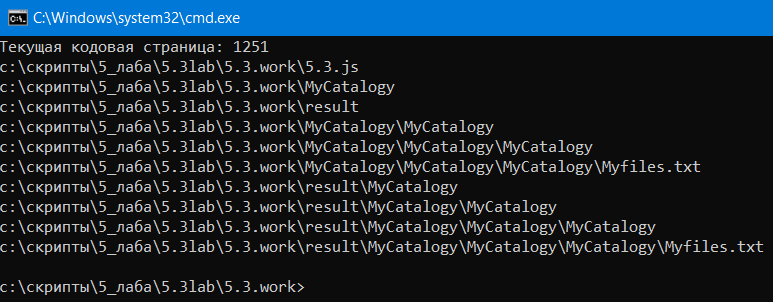 C:\Windows\system32\cmd.exe
Текущая кодовая страница: 1251
c:\скрипты\5_лаба\5.3lab\5.3.work\5.3.js
c:\скрипты\5_лаба\5.3lab\5.3.work\MyCatalogy
c:\скрипты\5_лаба\5.3lab\5.3.work\result
c:\скрипты\5_лаба\5.3lab\5.3.work\MyCatalogy\MyCatalogy
c:\скрипты\5_лаба\5.3lab\5.3.work\MyCatalogy\MyCatalogy\MyCatalogy
c:\скрипты\5_лаба\5.3lab\5.3.work\MyCatalogy\MyCatalogy\MyCatalogy\Myfiles.txt
c:\скрипты\5_лаба\5.3lab\5.3.work\result\MyCatalogy
c:\скрипты\5_лаба\5.3lab\5.3.work\result\MyCatalogy\MyCatalogy
c:\скрипты\5_лаба\5.3lab\5.3.work\result\MyCatalogy\MyCatalogy\MyCatalogy
c:\скрипты\5_лаба\5.3lab\5.3.work\result\MyCatalogy\MyCatalogy\MyCatalogy\Myfiles.txt
c:\скрипты\5_лаба\5.3lab\5.3.work>